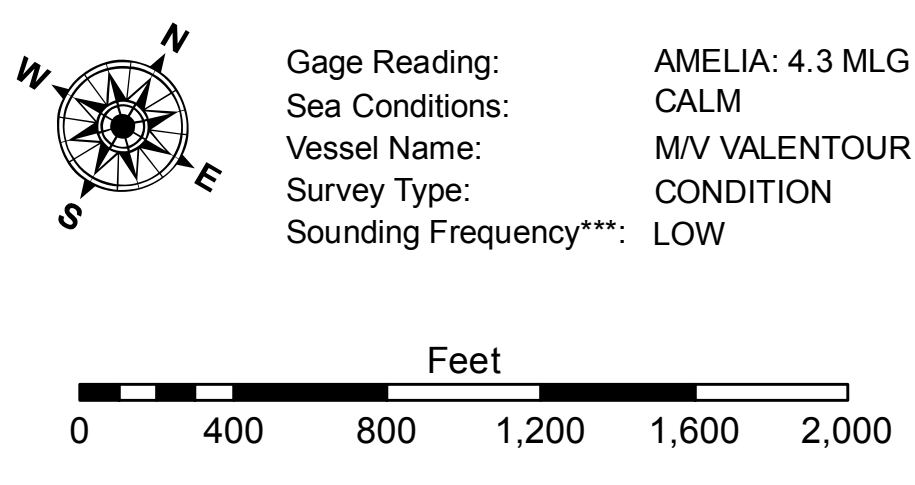 N
W
E
S
Gage Reading: AMELIA: 4.3 MLG
Sea Conditions: CALM
Vessel Name: M/V VALENTOUR
Survey Type: CONDITION
Sounding Frequency***: LOW
Feet
0 400 800 1,200 1,600 2,000